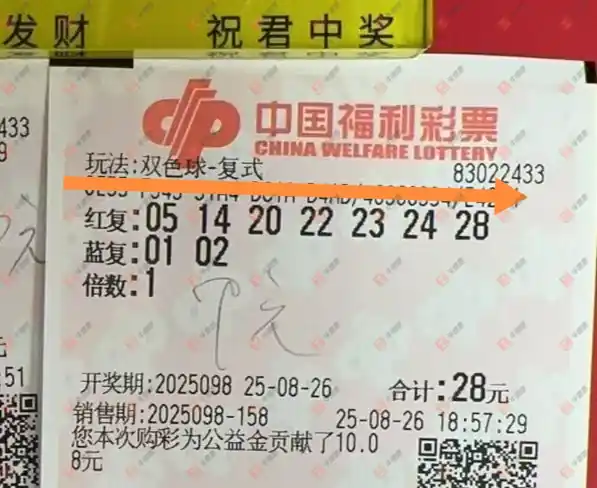 发财 祝君中奖
433
9
中国福利彩票
CHINA WELFARE LOTTERY
玩法:双色球-复式 83022433
红复:05 14 20 22 23 24 28
蓝复:01 02
倍数:1
元
开奖期:2025098 25-08-26 合计:28元
:51
销售期:2025098-158 25-08-26 18:57:29
您本次购彩为公益金贡献了10.0
8元